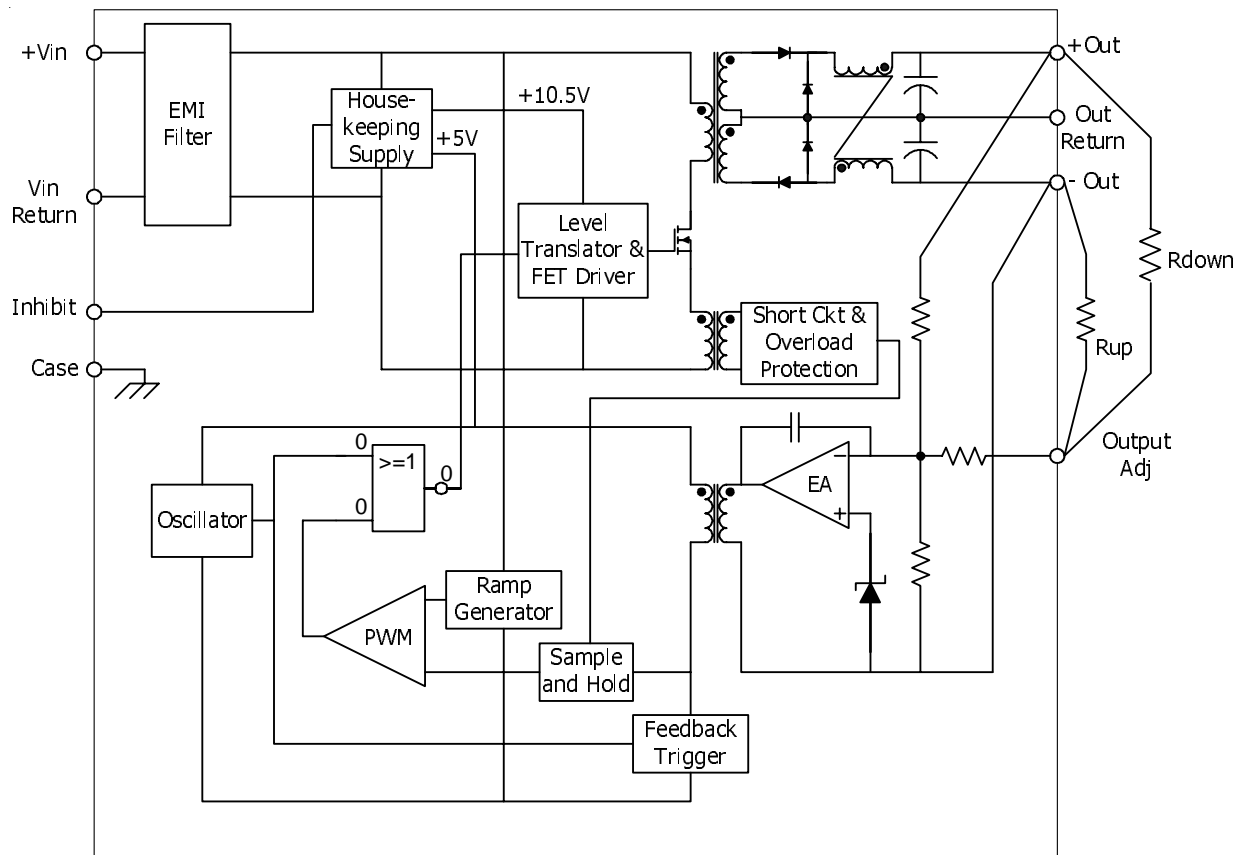 +Vin
EMI
Filter
House-
keeping
Supply
+10.5V
+5V
+Out
Out
Return
- Out
Vin
Return
Level
Translator &
FET Driver
Rdown
Inhibit
Short Ckt &
Overload
Protection
Rup
Case
0
>=1
0
0
EA
−
+
Output
Adj
Oscillator
Ramp
Generator
PWM
Sample
and Hold
Feedback
Trigger